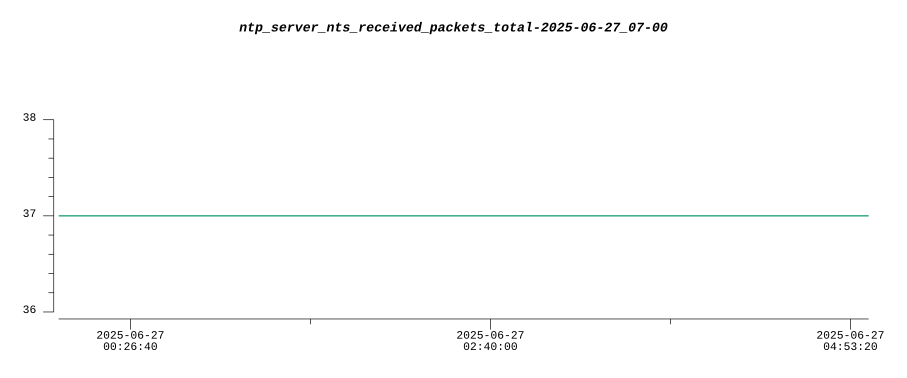 ntp_server_nts_received_packets_total-2025-06-27_07-00
38
37
36
2025-06-27 2025-06-27 2025-06-27
00:26:40 02:40:00 04:53:20